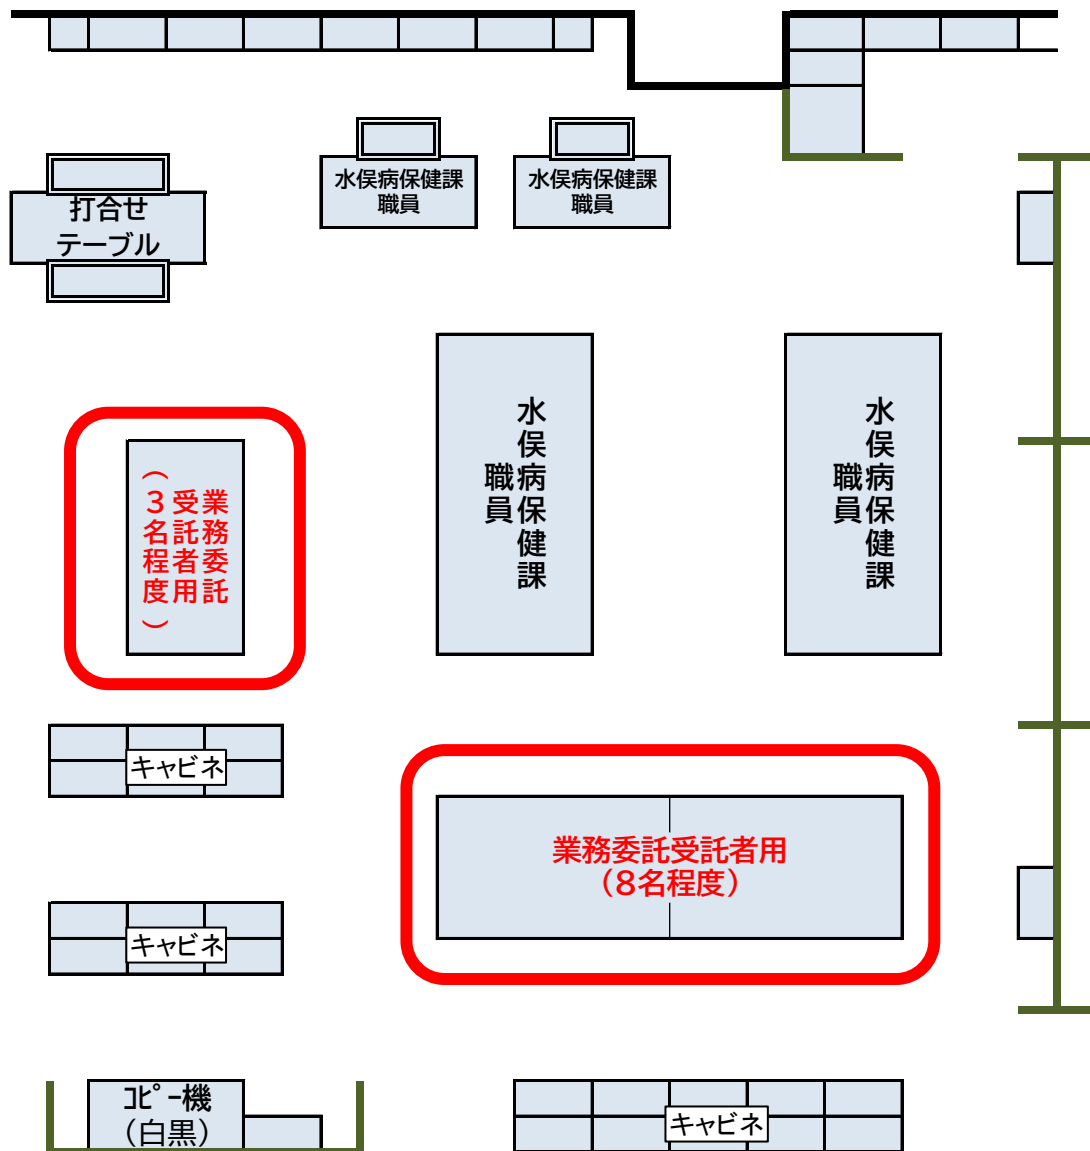 水俣病保健課
職員
水俣病保健課
職員
打合せ
テーブル
水俣病保健課
職員
水俣病保健課
職員
業務委託
受託者用
（３名程度）
キャビネ
業務委託受託者用
（８名程度）
キャビネ
ｺﾋﾟｰ機
（白黒）
キャビネ